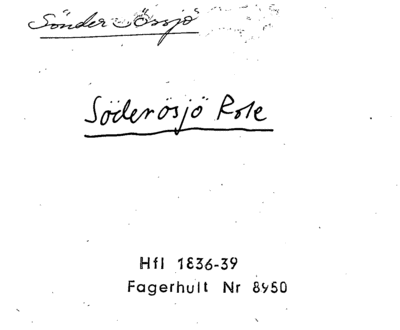 Sönder Össjö
Söderösjö Rote
Hfl 1836-39
Fagerhult Nr 8950